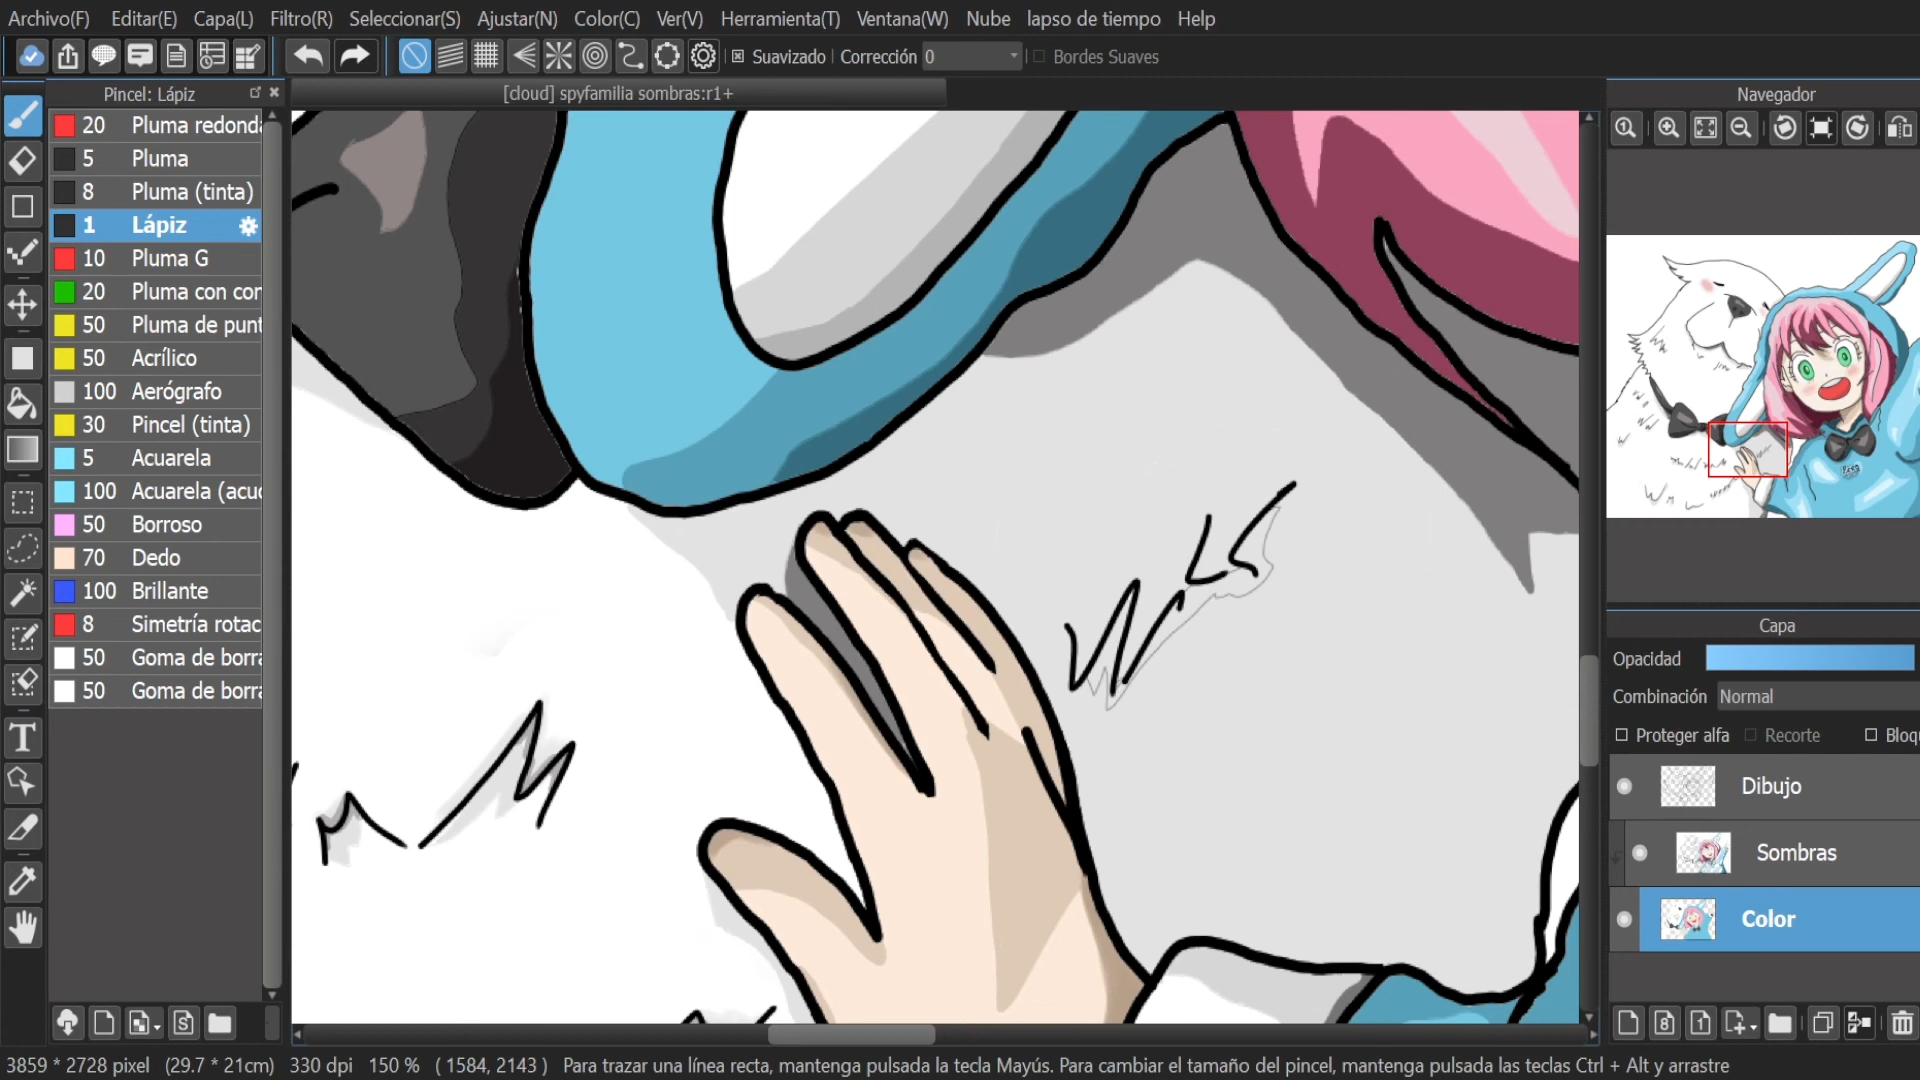 Archivo(F) Editar(E) Capa(L) Filtro(R) Seleccionar(S) Ajustar(N) Color(C) Ver(V) Herramienta(T) Ventana(W) Nube lapso de tiempo Help
Suavizado Corrección 0 Bordes Suaves
Pincel: Lápiz
[cloud] spyfamilia sombras:r1+
Navegador
20 Pluma redonda
5 Pluma
8 Pluma (tinta)
1 Lápiz
10 Pluma G
20 Pluma con cor
50 Pluma de punt
50 Acrílico
100 Aerógrafo
30 Pincel (tinta)
5 Acuarela
100 Acuarela (acuo
50 Borroso
70 Dedo
100 Brillante
8 Simetría rotac
50 Goma de borra
50 Goma de borra
Capa
Opacidad
Combinación Normal
Proteger alfa Recorte Bloq
Dibujo
Sombras
Color
3859 * 2728 pixel (29.7 * 21cm) 330 dpi 150 % ( 1584, 2143 ) Para trazar una línea recta, mantenga pulsada la tecla Mayús. Para cambiar el tamaño del pincel, mantenga pulsada las teclas Ctrl + Alt y arrastre